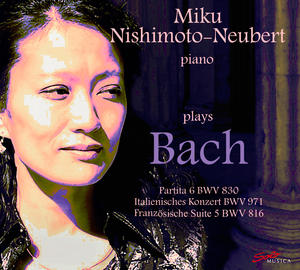 Miku
Nishimoto-Neubert
piano
plays
Bach
Partita 6 BWV 830
Italienisches Konzert BWV 971
Französische Suite 5 BWV 816
Solo
MUSICA